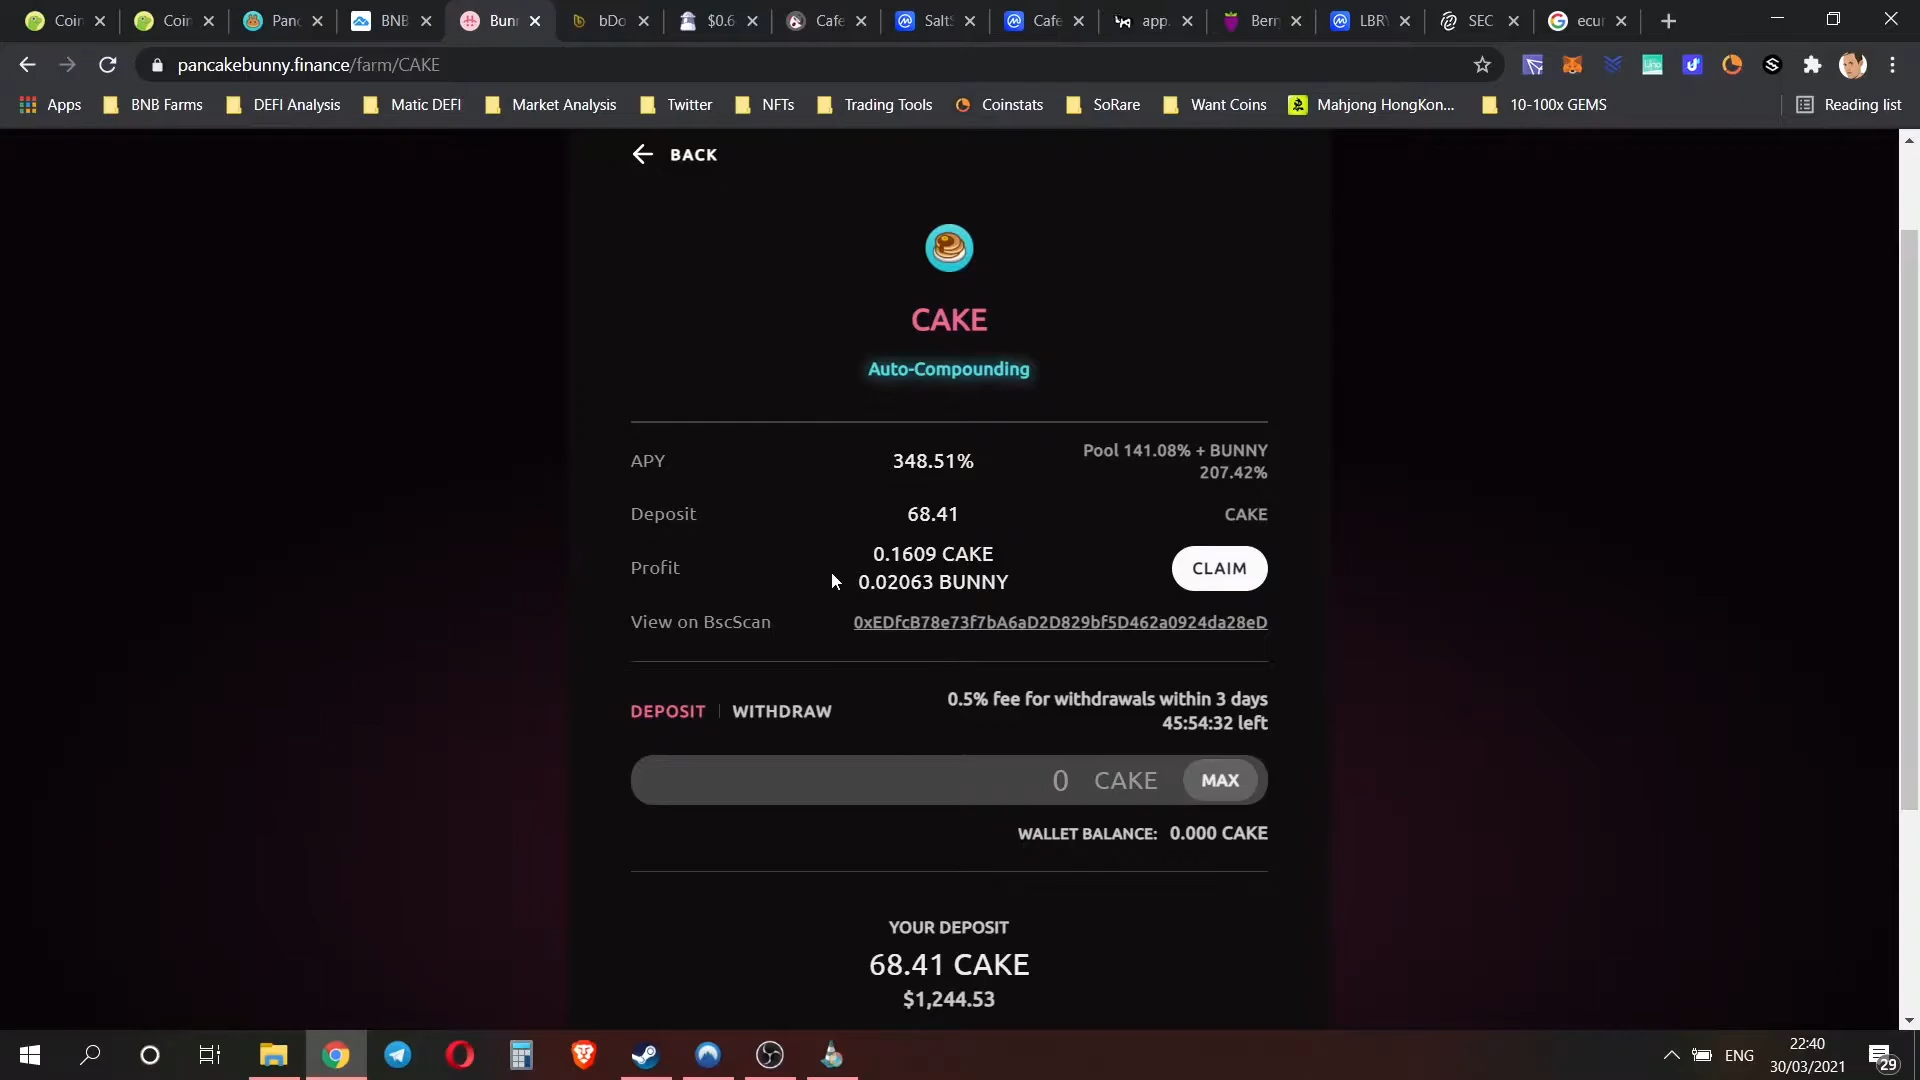 Coin
Coin
Panc
BNB
Bunn
bDo
$0.6
Cafe
SaltS
Cafe
app.
Berr
LBRY
SEC
ecur
pancakebunny.finance/farm/CAKE
Apps
BNB Farms
DEFI Analysis
Matic DEFI
Market Analysis
Twitter
NFTs
Trading Tools
Coinstats
SoRare
Want Coins
Mahjong HongKon...
10-100x GEMS
Reading list
BACK
CAKE
Auto-Compounding
APY
348.51%
Pool 141.08% + BUNNY
207.42%
Deposit
68.41
CAKE
Profit
0.1609 CAKE
0.02063 BUNNY
CLAIM
View on BscScan
0xEDfcB78e73f7bA6aD2D829bf5D462a0924da28eD
DEPOSIT
WITHDRAW
0.5% fee for withdrawals within 3 days
45:54:32 left
0 CAKE
MAX
WALLET BALANCE: 0.000 CAKE
YOUR DEPOSIT
68.41 CAKE
$1,244.53
ENG
22:40
30/03/2021
29